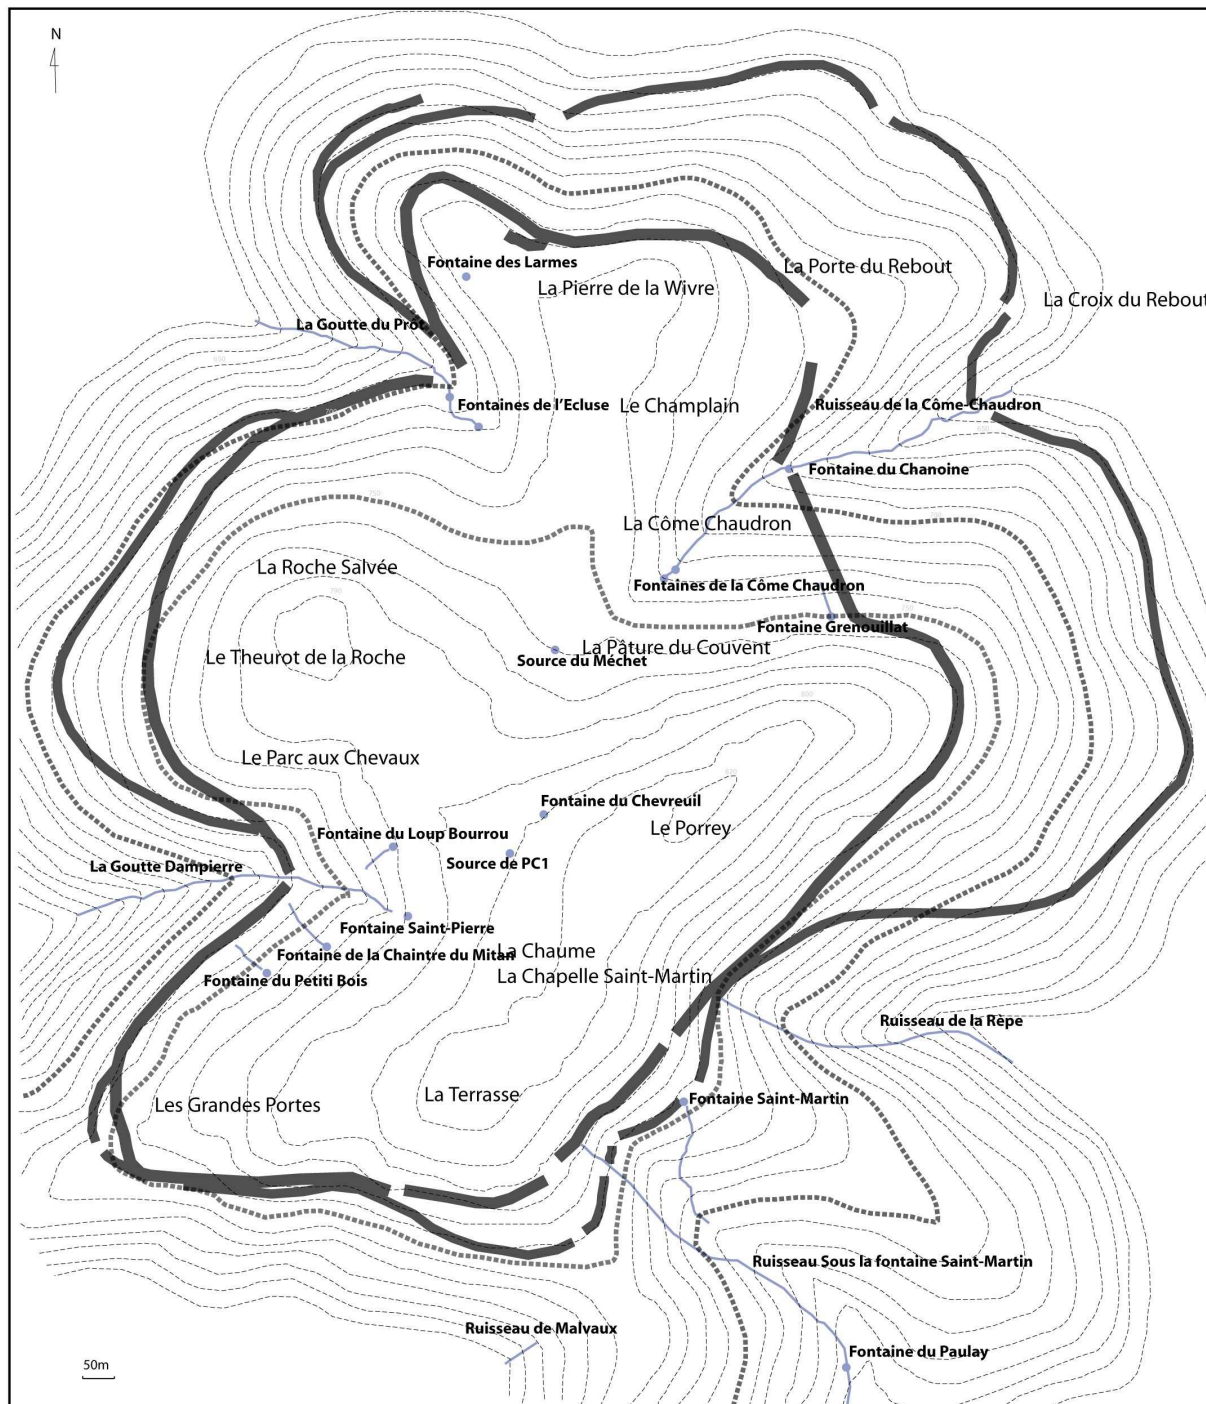 N
Fontaine des Larmes
La Porte du Rebout
La Pierre de la Wivre
La Croix du Rebout
La Goutte du Prôt
650
Fontaines de l'Ecluse
Le Champlain
Ruisseau de la Côme-Chaudron
Fontaine du Chanoine
750
La Côme Chaudron
La Roche Salvée
Fontaines de la Côme Chaudron
790
750
Fontaine Grenouillat
La Pâture du Couvent
Le Theurot de la Roche
Source du Méchet
800
Le Parc aux Chevaux
Fontaine du Chevreuil
Le Porrey
Fontaine du Loup Bourrou
Source de PC1
La Goutte Dampierre
Fontaine Saint-Pierre
La Chaume
Fontaine de la Chaintre du Mitan
La Chapelle Saint-Martin
Fontaine du Petiti Bois
Ruisseau de la Rèpe
La Terrasse
Fontaine Saint-Martin
Les Grandes Portes
Ruisseau Sous la fontaine Saint-Martin
Ruisseau de Malvaux
Fontaine du Paulay
50m